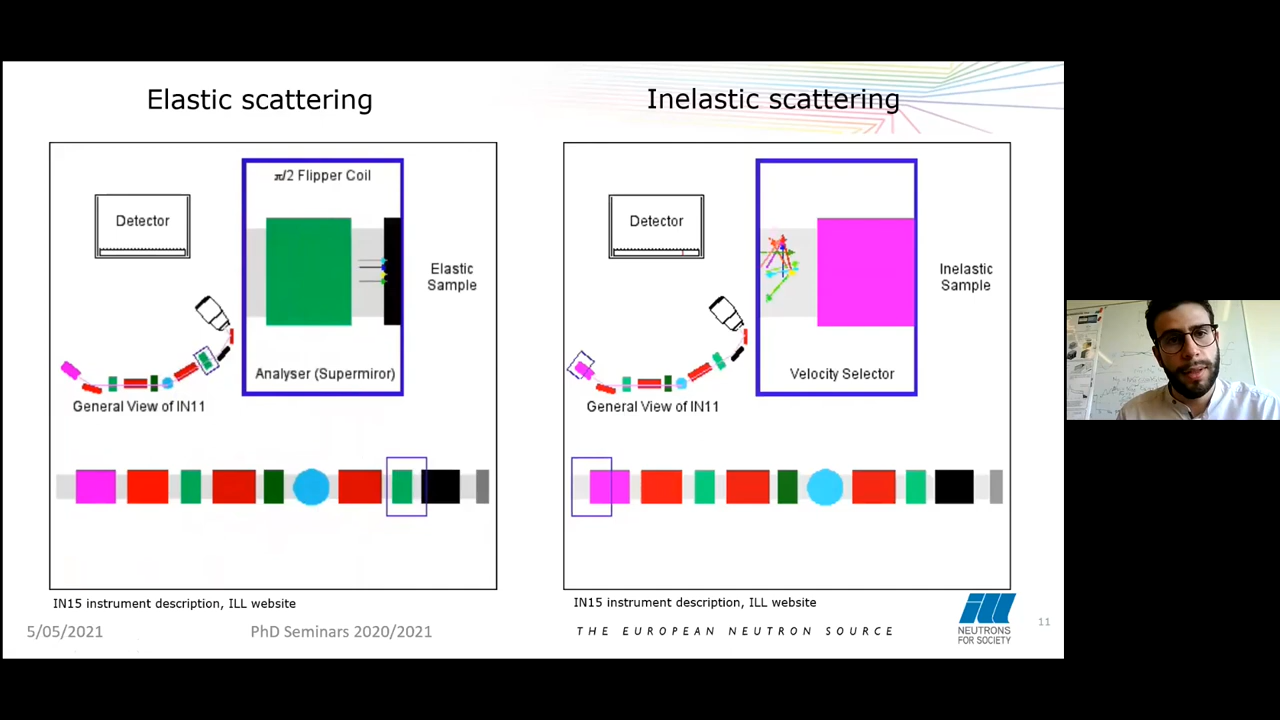 Elastic scattering
Inelastic scattering
π/2 Flipper Coil
Detector
Elastic
Sample
Analyser (Supermiror)
General View of IN11
Detector
Inelastic
Sample
Velocity Selector
General View of IN11
IN15 instrument description, ILL website
IN15 instrument description, ILL website
5/05/2021
PhD Seminars 2020/2021
THE EUROPEAN NEUTRON SOURCE
ill
NEUTRONS
FOR SOCIETY
11